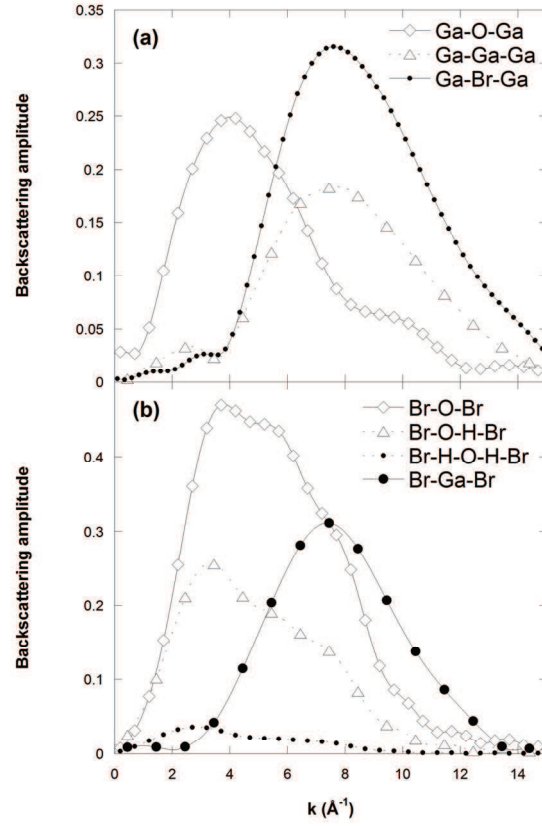 (a)
Ga-O-Ga
Ga-Ga-Ga
Ga-Br-Ga
Backscattering amplitude
0.35
0.3
0.25
0.2
0.15
0.1
0.05
0
(b)
Br-O-Br
Br-O-H-Br
Br-H-O-H-Br
Br-Ga-Br
Backscattering amplitude
0.4
0.3
0.2
0.1
0
0 2 4 6 8 10 12 14
k (Å⁻¹)